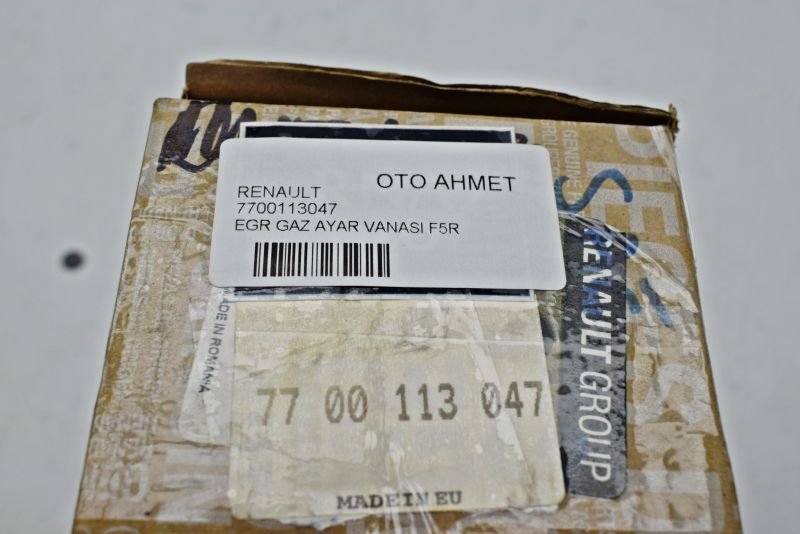 OTO AHMET
RENAULT
7700113047
EGR GAZ AYAR VANASI F5R
MADE IN ROMANIA
77 00 113 047
MADE IN EU
RENAULT GROUP
GENUINE